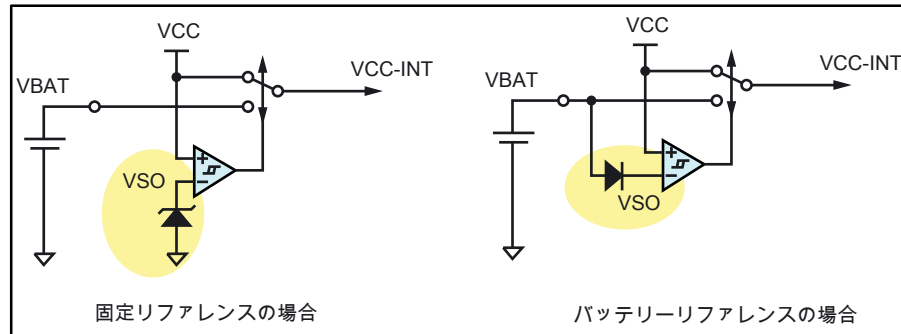 VCC
VBAT
VCC-INT
+
−
VSO
固定リファレンスの場合
VCC
VBAT
VCC-INT
+
−
VSO
バッテリーリファレンスの場合